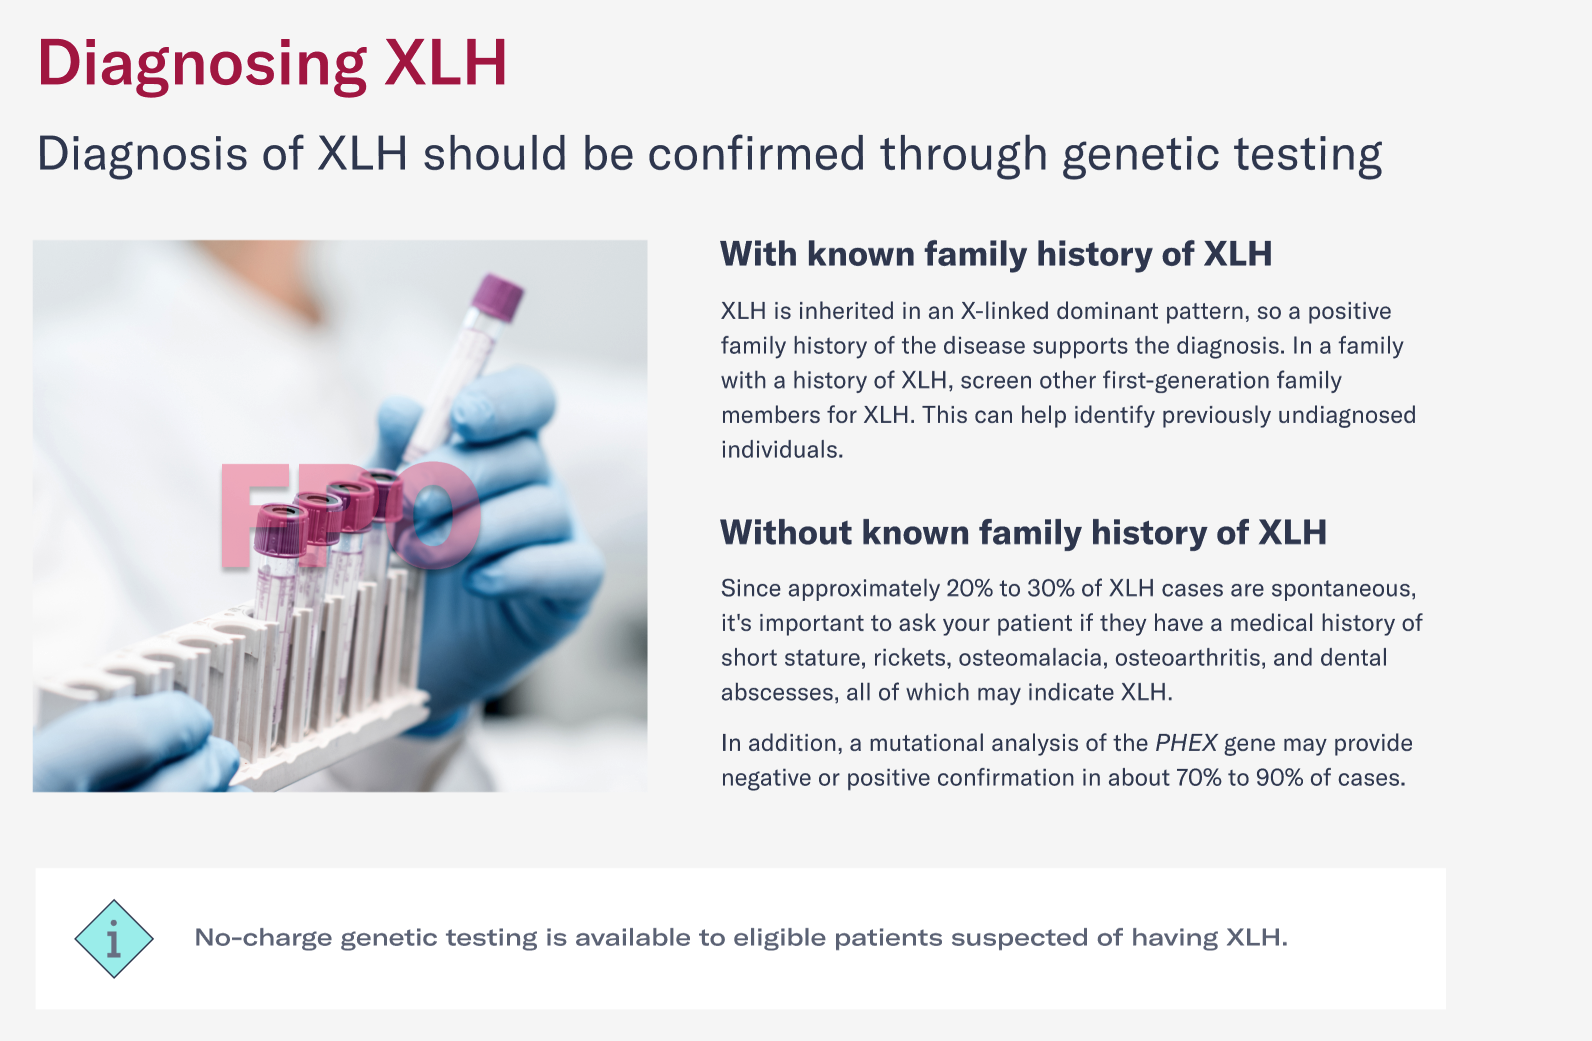 Diagnosing XLH
Diagnosis of XLH should be confirmed through genetic testing
FPO
With known family history of XLH
XLH is inherited in an X-linked dominant pattern, so a positive
family history of the disease supports the diagnosis. In a family
with a history of XLH, screen other first-generation family
members for XLH. This can help identify previously undiagnosed
individuals.
Without known family history of XLH
Since approximately 20% to 30% of XLH cases are spontaneous,
it's important to ask your patient if they have a medical history of
short stature, rickets, osteomalacia, osteoarthritis, and dental
abscesses, all of which may indicate XLH.
In addition, a mutational analysis of the PHEX gene may provide
negative or positive confirmation in about 70% to 90% of cases.
i
No-charge genetic testing is available to eligible patients suspected of having XLH.